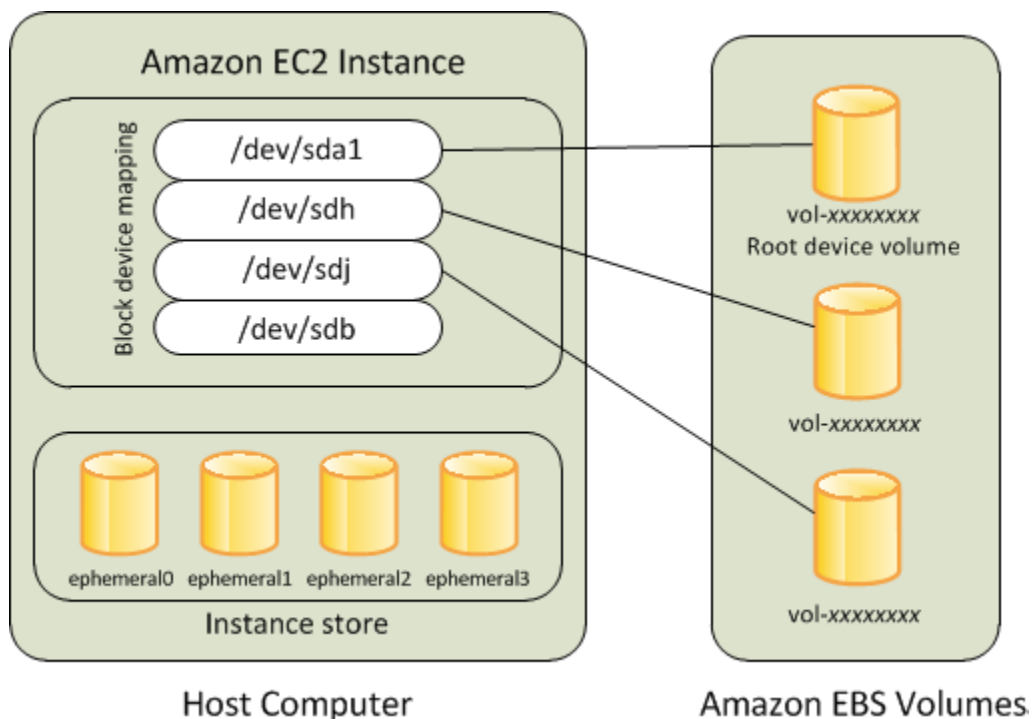 Amazon EC2 Instance
Block device mapping
/dev/sda1
/dev/sdh
/dev/sdj
/dev/sdb
ephemeral0 ephemeral1 ephemeral2 ephemeral3
Instance store
Host Computer
vol-xxxxxxxx
Root device volume
vol-xxxxxxxx
vol-xxxxxxxx
Amazon EBS Volumes